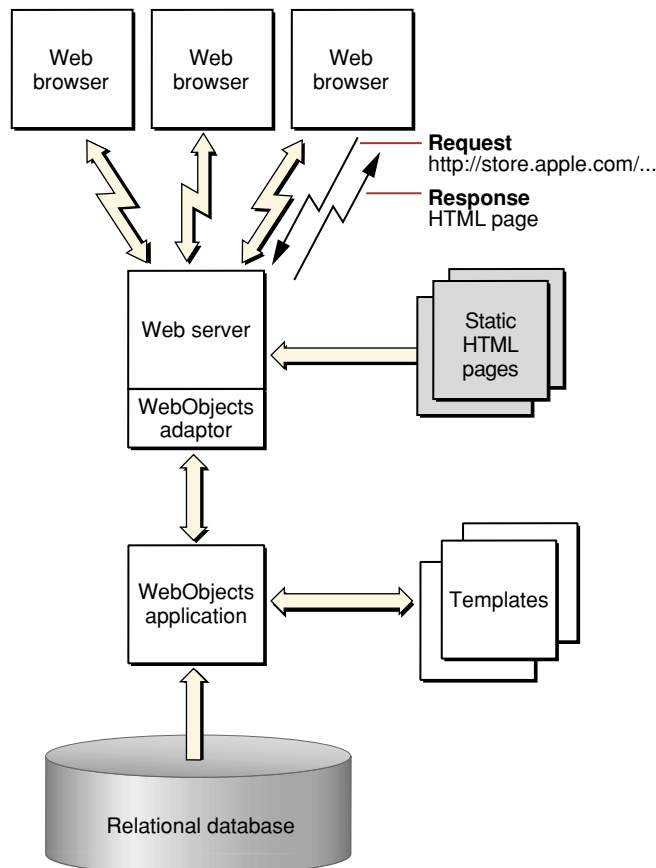 Web
browser
Web
browser
Web
browser
Request
http://store.apple.com/...
Response
HTML page
Web server
Static
HTML
pages
WebObjects
adaptor
WebObjects
application
Templates
Relational database